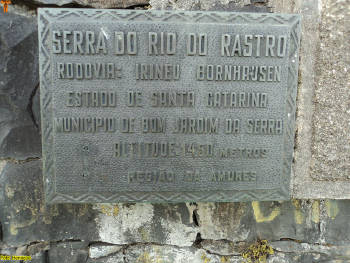 SERRA DO RIO DO RASTRO
RODOVIA: IRINEU BORNHAUSEN
ESTADO DE SANTA CATARINA
MUNICIPIO DE BOM JARDIM DA SERRA
ALTITUDE 1460 METROS
REGIÃO DA AMURES